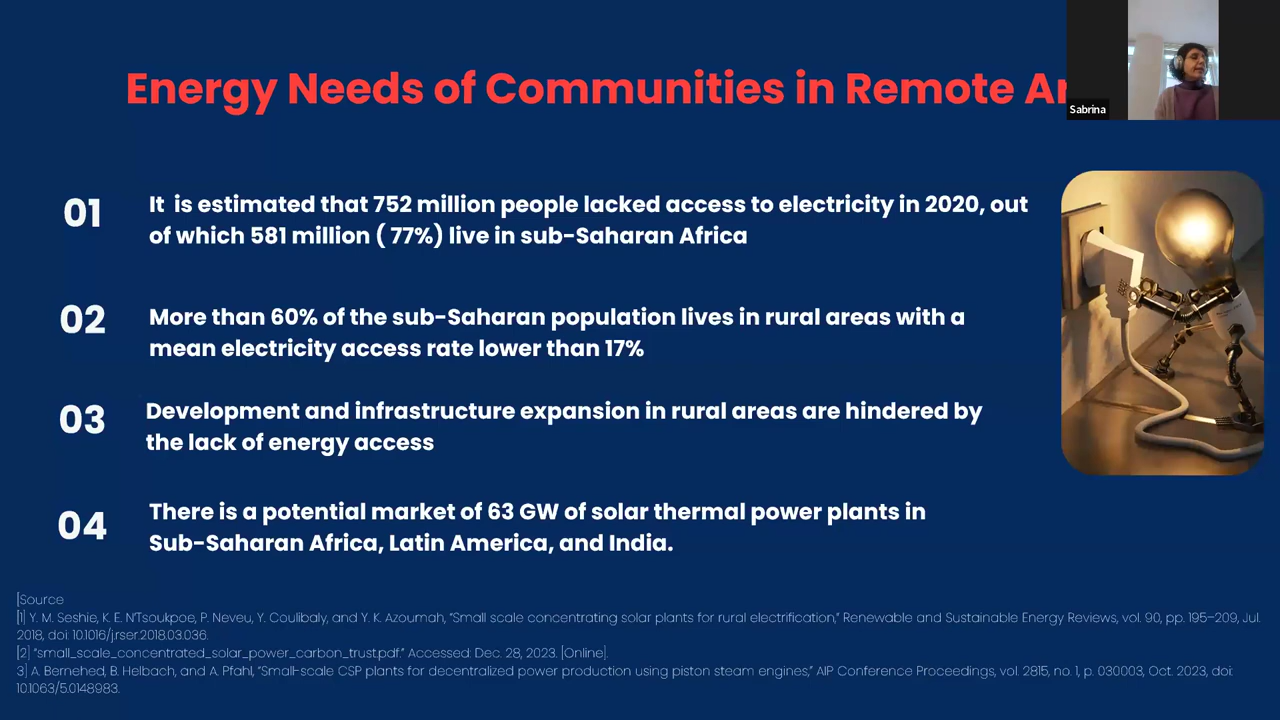 Energy Needs of Communities in Remote Ar
Sabrina
01
It is estimated that 752 million people lacked access to electricity in 2020, out
of which 581 million ( 77%) live in sub-Saharan Africa
02
More than 60% of the sub-Saharan population lives in rural areas with a
mean electricity access rate lower than 17%
03
Development and infrastructure expansion in rural areas are hindered by
the lack of energy access
04
There is a potential market of 63 GW of solar thermal power plants in
Sub-Saharan Africa, Latin America, and India.
[Source
[1] Y. M. Seshie, K. E. N'Tsoukpoe, P. Neveu, Y. Coulibaly, and Y. K. Azoumah, “Small scale concentrating solar plants for rural electrification,” Renewable and Sustainable Energy Reviews, vol. 90, pp. 195–209, Jul.
2018, doi: 10.1016/j.rser.2018.03.036.
[2] “small_scale_concentrated_solar_power_carbon_trust.pdf.” Accessed: Dec. 28, 2023. [Online].
3] A. Bernehed, B. Helbach, and A. Pfahl, “Small-scale CSP plants for decentralized power production using piston steam engines,” AIP Conference Proceedings, vol. 2815, no. 1, p. 030003, Oct. 2023, doi:
10.1063/5.0148983.